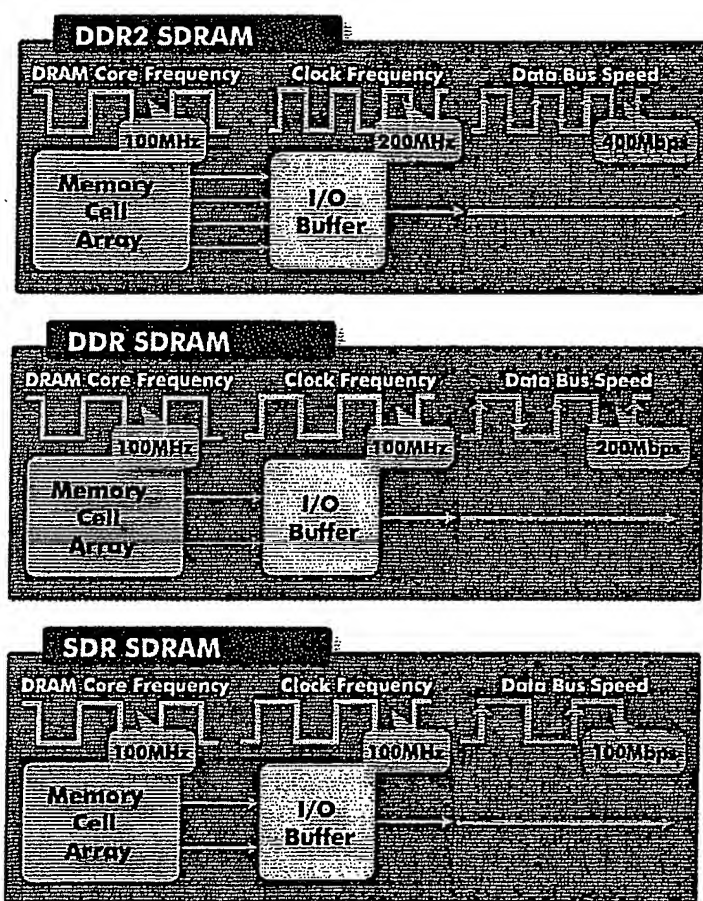 DDR2 SDRAM
DRAM Core Frequency Clock Frequency Data Bus Speed
100MHz 200MHz 400Mbps
Memory
Cell
Array
I/O
Buffer
DDR SDRAM
DRAM Core Frequency Clock Frequency Data Bus Speed
100MHz 100MHz 200Mbps
Memory
Cell
Array
I/O
Buffer
SDR SDRAM
DRAM Core Frequency Clock Frequency Data Bus Speed
100MHz 100MHz 100Mbps
Memory
Cell
Array
I/O
Buffer